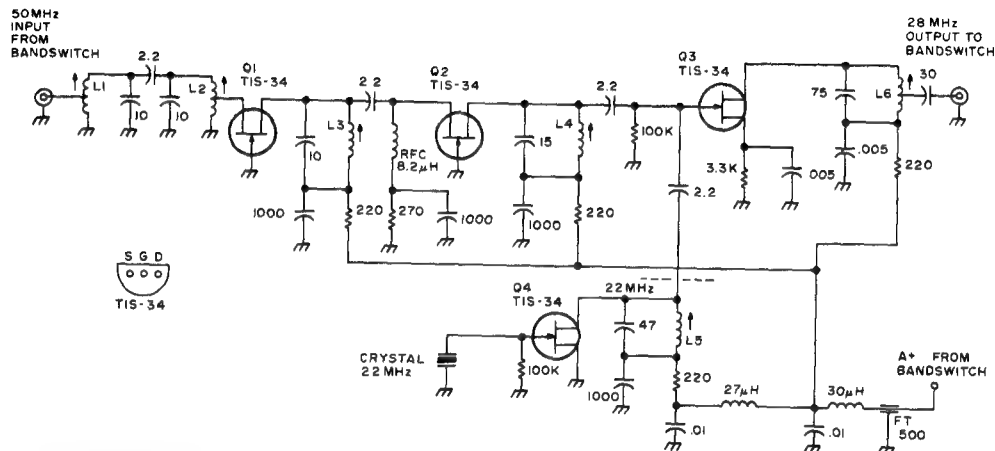 50MHz
INPUT
FROM
BANDSWITCH
2.2
L1
L2
10
10
Q1
TIS-34
10
L3
2.2
RFC
8.2μH
1000
220
270
1000
Q2
TIS-34
15
L4
2.2
100K
1000
220
Q3
TIS-34
3.3K
.005
2.2
75
L6
30
.005
220
28 MHz
OUTPUT TO
BANDSWITCH
S G D
TIS-34
Q4
TIS-34
22MHz
47
L5
CRYSTAL
22MHz
100K
1000
220
27μH
30μH
A+ FROM
BANDSWITCH
.01
.01
FT
500